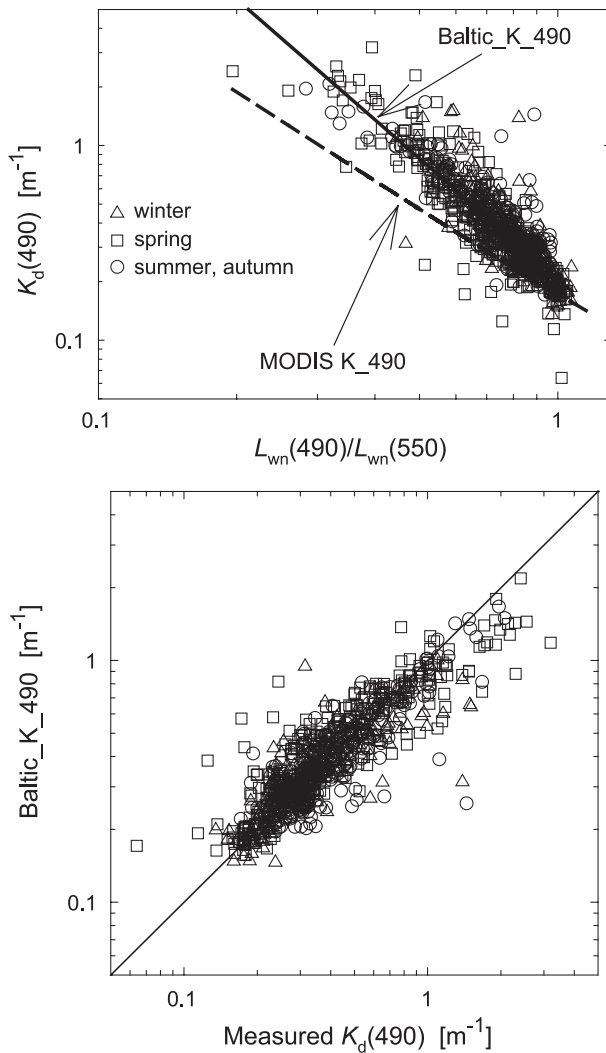 Baltic_K_490
1
K_d(490) [m⁻¹]
winter
spring
summer, autumn
MODIS K_490
0.1
0.1
1
L_wn(490)/L_wn(550)
1
Baltic_K_490 [m⁻¹]
0.1
0.1
1
Measured K_d(490) [m⁻¹]